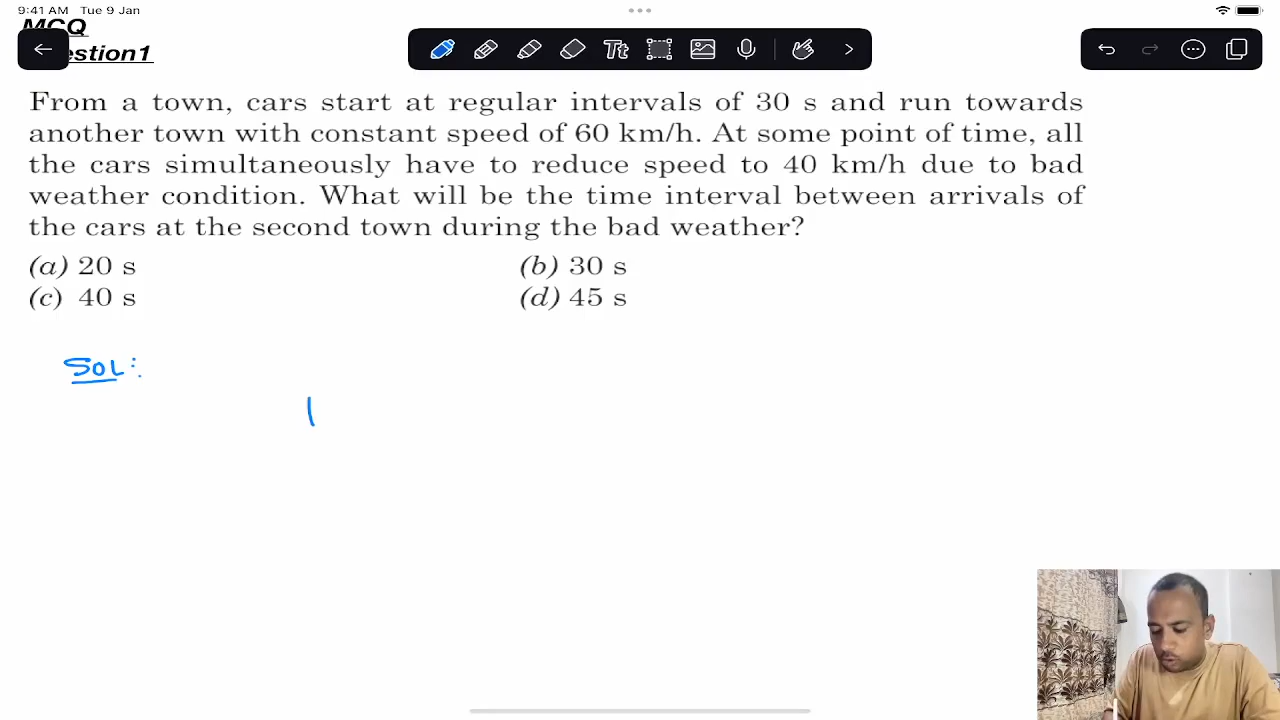 9:41 AM Tue 9 Jan
MCQ
estion1
Tt
From a town, cars start at regular intervals of 30 s and run towards
another town with constant speed of 60 km/h. At some point of time, all
the cars simultaneously have to reduce speed to 40 km/h due to bad
weather condition. What will be the time interval between arrivals of
the cars at the second town during the bad weather?
(a) 20 s (b) 30 s
(c) 40 s (d) 45 s
SOL: